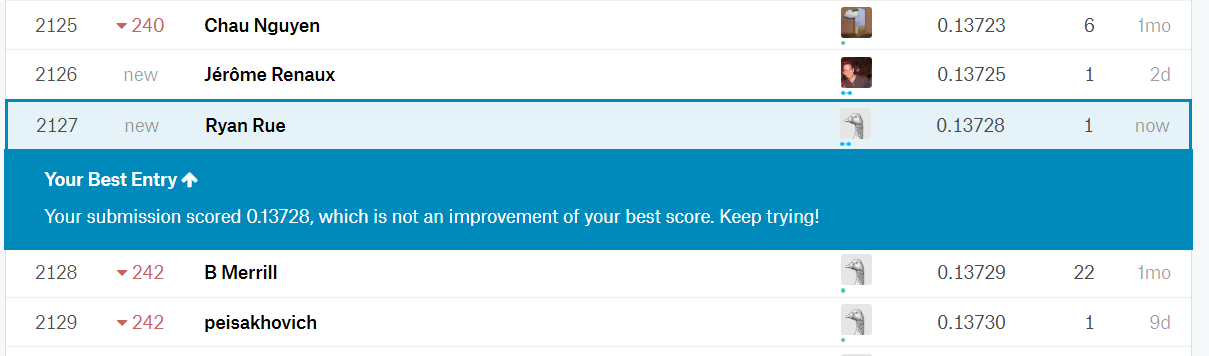 2125 240 Chau Nguyen 0.13723 6 1mo
2126 new Jérôme Renaux 0.13725 1 2d
2127 new Ryan Rue 0.13728 1 now
Your Best Entry
Your submission scored 0.13728, which is not an improvement of your best score. Keep trying!
2128 242 B Merrill 0.13729 22 1mo
2129 242 peisakhovich 0.13730 1 9d